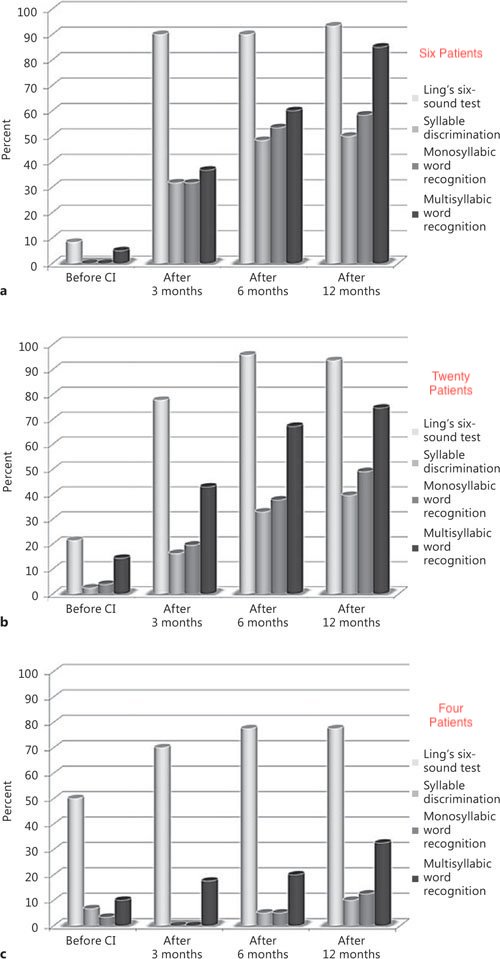 100
90
80
70
60
50
40
30
20
10
0
Percent
Six Patients
Ling's six-
sound test
Syllable
discrimination
Monosyllabic
word
recognition
Multisyllabic
word
recognition
Before CI
After
3 months
After
6 months
After
12 months
a
100
90
80
70
60
50
40
30
20
10
0
Percent
Twenty
Patients
Ling's six-
sound test
Syllable
discrimination
Monosyllabic
word
recognition
Multisyllabic
word
recognition
Before CI
After
3 months
After
6 months
After
12 months
b
100
90
80
70
60
50
40
30
20
10
0
Percent
Four
Patients
Ling's six-
sound test
Syllable
discrimination
Monosyllabic
word
recognition
Multisyllabic
word
recognition
Before CI
After
3 months
After
6 months
After
12 months
c